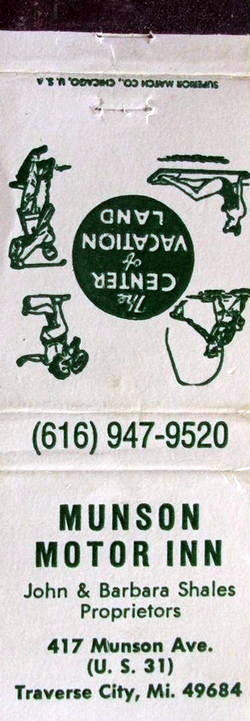 SUPERIOR MATCH CO., CHICAGO, U. S. A
The
CENTER
of
VACATION
LAND
(616) 947-9520
MUNSON
MOTOR INN
John & Barbara Shales
Proprietors
417 Munson Ave.
(U. S. 31)
Traverse City, Mi. 49684